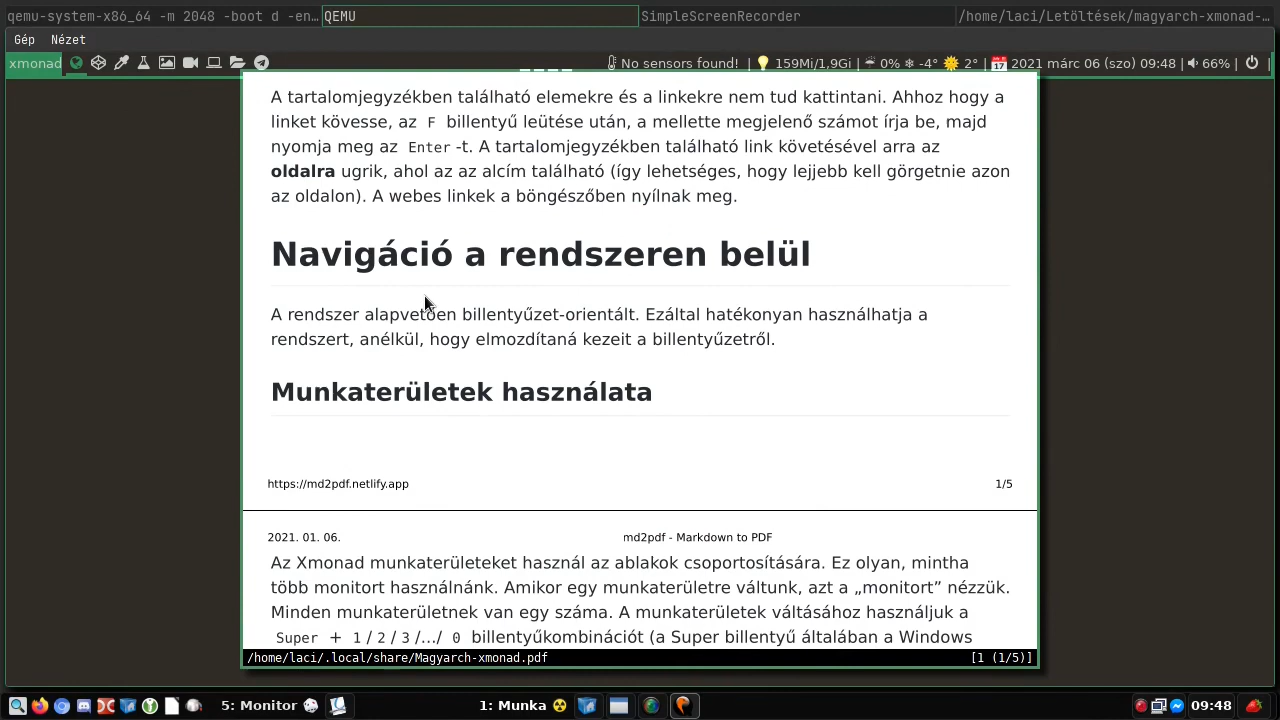 qemu-system-x86_64 -m 2048 -boot d -en… QEMU SimpleScreenRecorder /home/laci/Letöltések/magyarch-xmonad-…
Gép Nézet
xmonad No sensors found! | 159Mi/1,9Gi | 0% -4° 2° | 2021 març 06 (szo) 09:48 | 66% | |
A tartalomjegyzékben található elemekre és a linkekre nem tud kattintani. Ahhoz hogy a
linket kövesse, az F billentyű leütése után, a mellette megjelenő számot írja be, majd
nyomja meg az Enter -t. A tartalomjegyzékben található link követésével arra az
oldalra ugrik, ahol az az alcím található (így lehetséges, hogy lejjebb kell görgetnie azon
az oldalon). A webes linkek a böngészőben nyílnak meg.
Navigáció a rendszeren belül
A rendszer alapvetően billentyűzet-orientált. Ezáltal hatékonyan használhatja a
rendszert, anélkül, hogy elmozdítaná kezeit a billentyűzetről.
Munkaterületek használata
https://md2pdf.netlify.app 1/5
2021. 01. 06. md2pdf - Markdown to PDF
Az Xmonad munkaterületeket használ az ablakok csoportosítására. Ez olyan, mintha
több monitort használnánk. Amikor egy munkaterületre váltunk, azt a „monitort” nézzük.
Minden munkaterületnek van egy száma. A munkaterületek váltásához használjuk a
Super + 1 / 2 / 3 /…/ 0 billentyűkombinációt (a Super billentyű általában a Windows
/home/laci/.local/share/Magyarch-xmonad.pdf [1 (1/5)]
5: Monitor 1: Munka 09:48